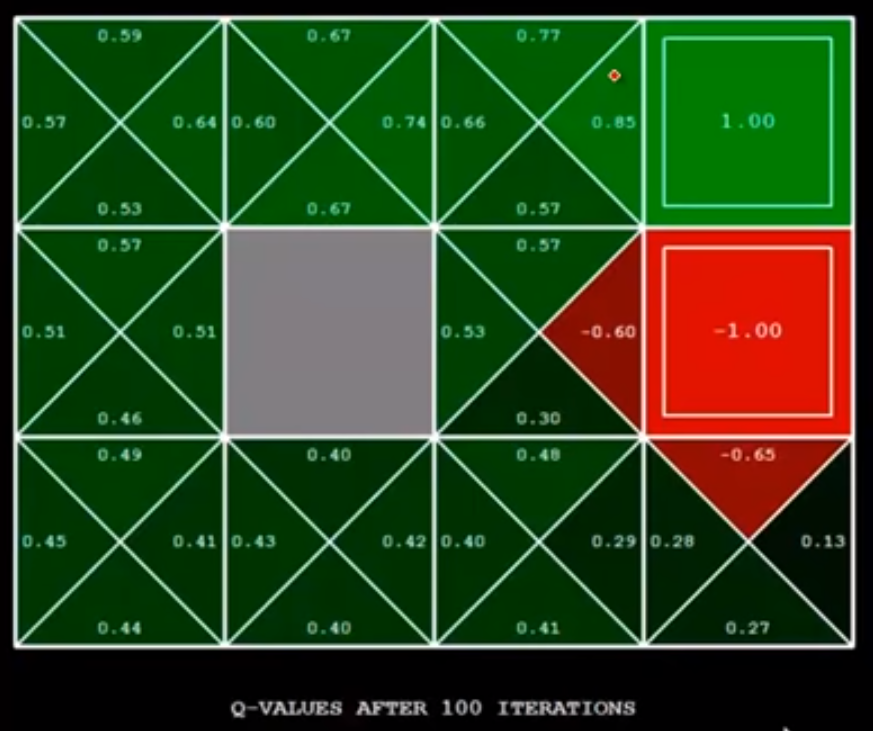 0.59 0.67 0.77
0.57 0.64 0.60 0.74 0.66 0.85 1.00
0.53 0.67 0.57
0.57 0.57
0.51 0.51 0.53 -0.60 -1.00
0.46 0.30
0.49 0.40 0.48 -0.65
0.45 0.41 0.43 0.42 0.40 0.29 0.28 0.13
0.44 0.40 0.41 0.27
Q-VALUES AFTER 100 ITERATIONS